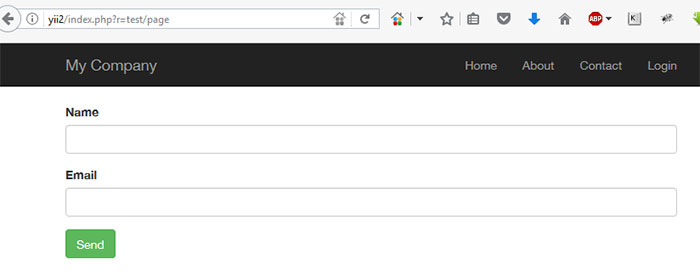 yii2/index.php?r=test/page
ABP
K
My Company Home About Contact Login
Name
Email
Send